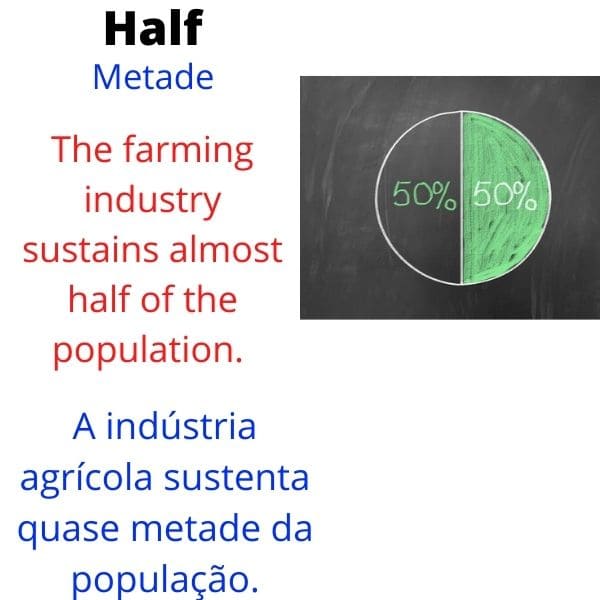 Half
Metade
The farming
industry
sustains almost
half of the
population.
50% 50%
A indústria
agrícola sustenta
quase metade da
população.